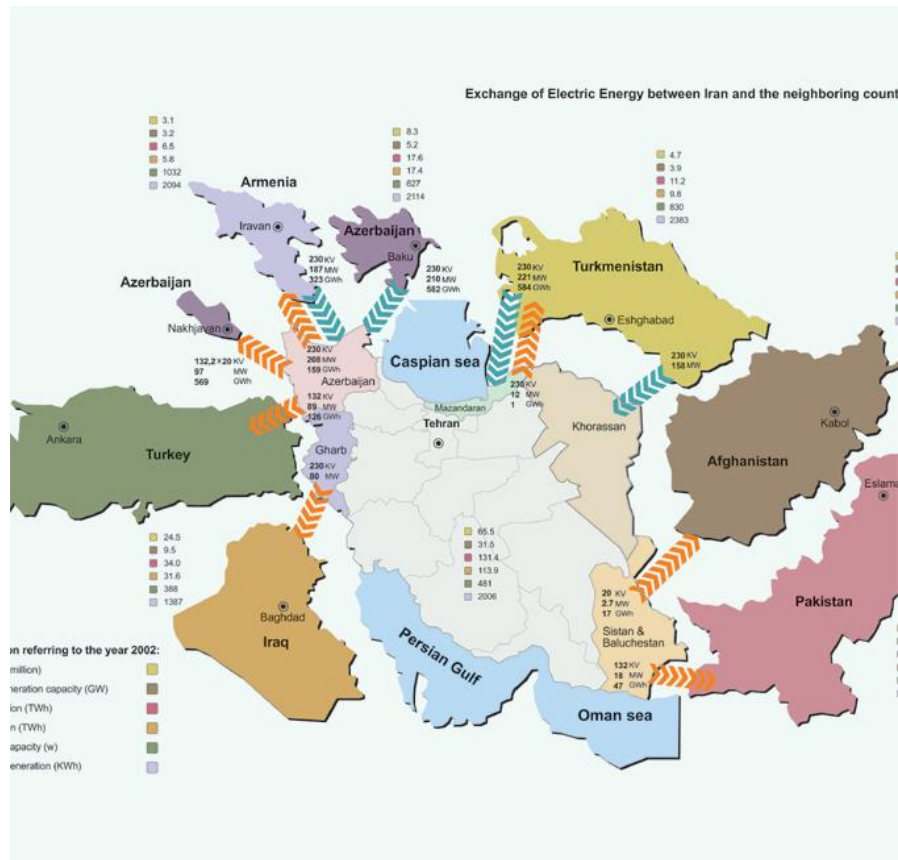 Exchange of Electric Energy between Iran and the neighboring count
3.1
3.2
6.5
5.8
1032
2094
8.3
5.2
17.6
17.4
627
2114
4.7
3.9
11.2
9.8
830
2383
Armenia
Iravan
Azerbaijan
Baku
230 KV
187 MW
323 GWh
230 KV
210 MW
582 GWh
230 KV
221 MW
584 GWh
Turkmenistan
Eshghabad
Azerbaijan
Nakhjavan
132,2×20 KV
97 MW
569 GWh
230 KV
208 MW
159 GWh
Azerbaijan
Caspian sea
230 KV
12 MW
1 GWh
230 KV
158 MW
132 KV
89 MW
126 GWh
Mazandaran
Tehran
Khorassan
Kabol
Ankara
Turkey
Gharb
230 KV
80 MW
Afghanistan
Eslama
24.5
9.5
34.0
31.6
388
1387
65.5
31.5
131.4
113.9
481
2006
Baghdad
Iraq
Persian Gulf
20 KV
2.7 MW
17 GWh
Sistan &
Baluchestan
132 KV
18 MW
47 GWh
Pakistan
Oman sea
on referring to the year 2002:
million)
neration capacity (GW)
ion (TWh)
n (TWh)
apacity (w)
eneration (KWh)